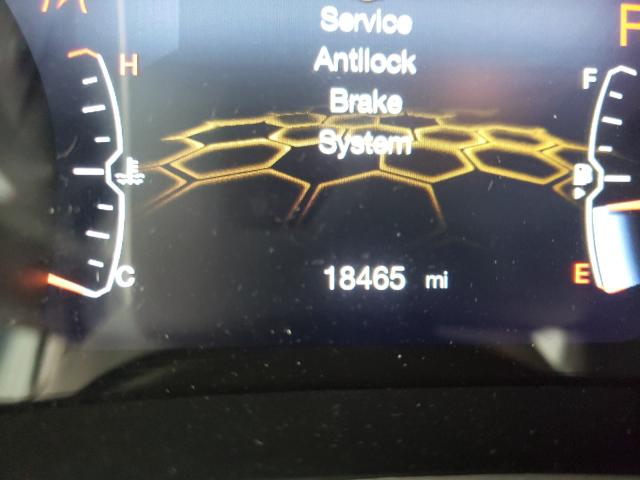 Service
Antilock
Brake
System
H
F
C
E
18465 mi